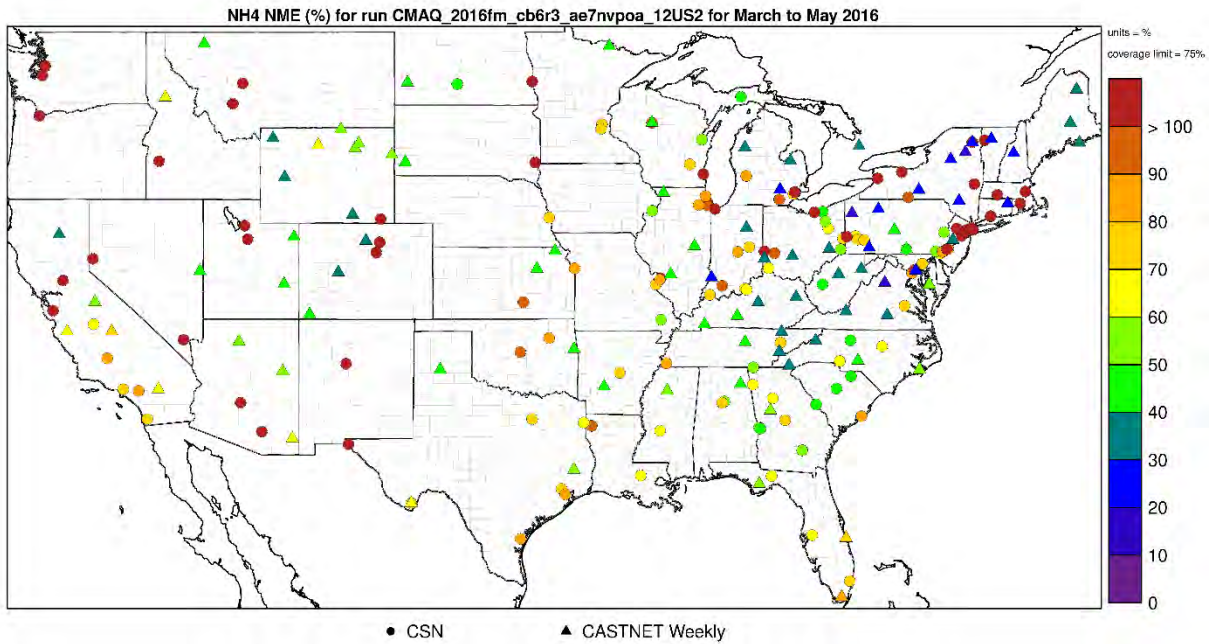 NH4 NME (%) for run CMAQ_2016fm_cb6r3_ae7nvpoa_12US2 for March to May 2016
units = %
coverage limit = 75%
> 100
90
80
70
60
50
40
30
20
10
0
CSN
CASTNET Weekly